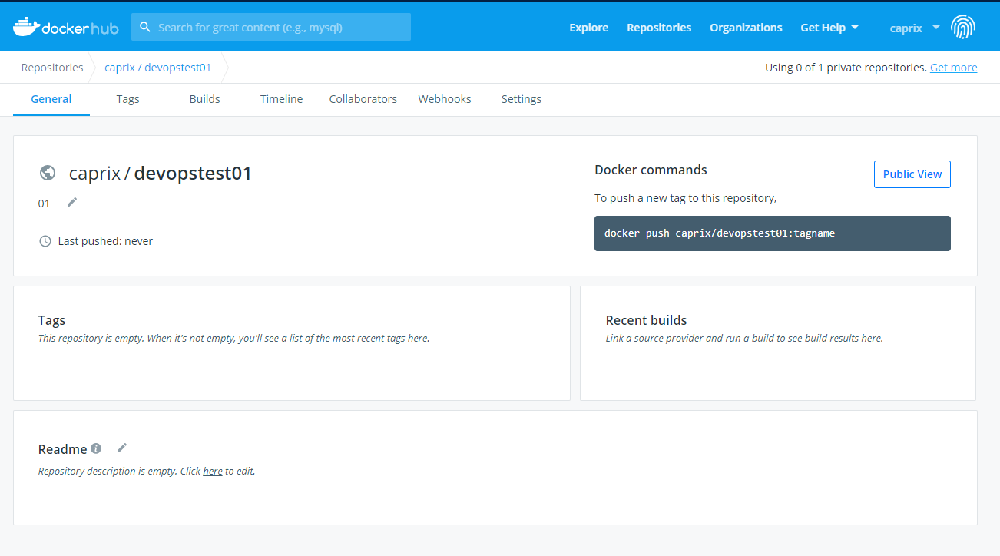 dockerhub Search for great content (e.g., mysql) Explore Repositories Organizations Get Help caprix
Repositories caprix / devopstest01 Using 0 of 1 private repositories. Get more
General Tags Builds Timeline Collaborators Webhooks Settings
caprix / devopstest01
01
Last pushed: never
Docker commands
Public View
To push a new tag to this repository,
docker push caprix/devopstest01:tagname
Tags
This repository is empty. When it's not empty, you'll see a list of the most recent tags here.
Recent builds
Link a source provider and run a build to see build results here.
Readme
Repository description is empty. Click here to edit.